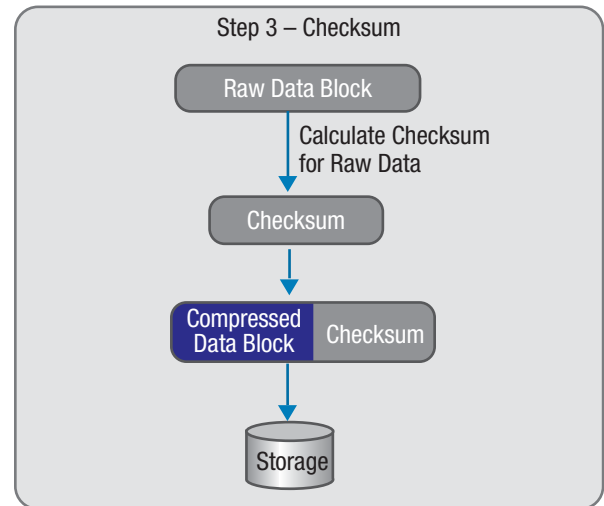 Step 3 – Checksum
Raw Data Block
Calculate Checksum
for Raw Data
Checksum
Compressed
Data Block
Checksum
Storage